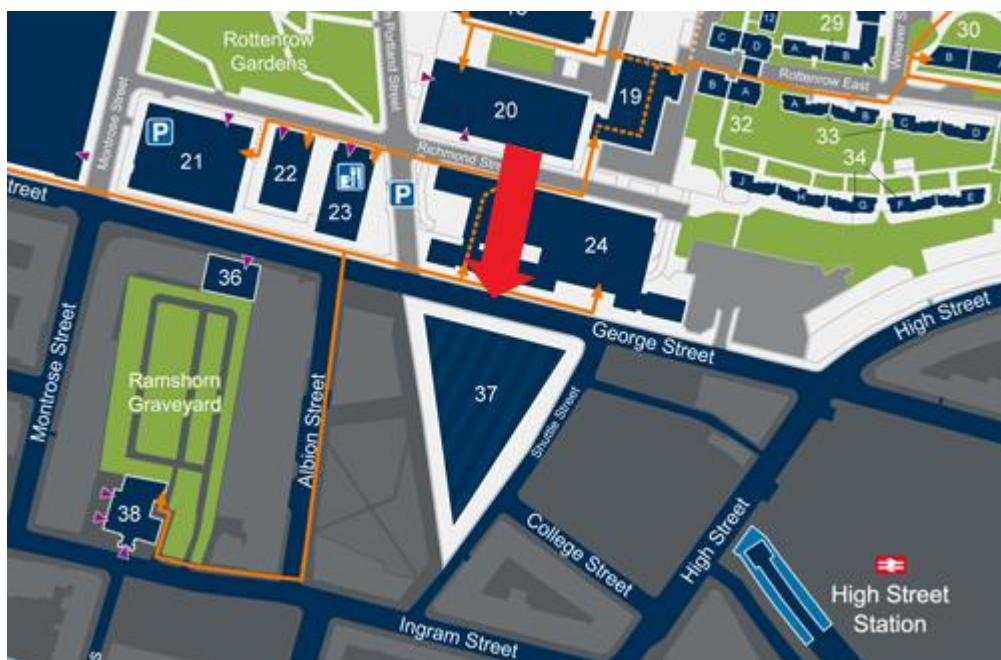 Rottenrow
Gardens
Portland Street
29
12
C
D
A
B
Weaver S
30
B
A
Rottenrow East
Montrose Street
P
21
22
23
P
20
19
Richmond Stre
B
A
32
A
B
C
D
33
34
J
H
G
F
E
24
Street
36
George Street
High Street
Ramshorn
Graveyard
Montrose Street
Albion Street
37
Shuttle Street
38
College Street
High Street
Ingram Street
High Street
Station